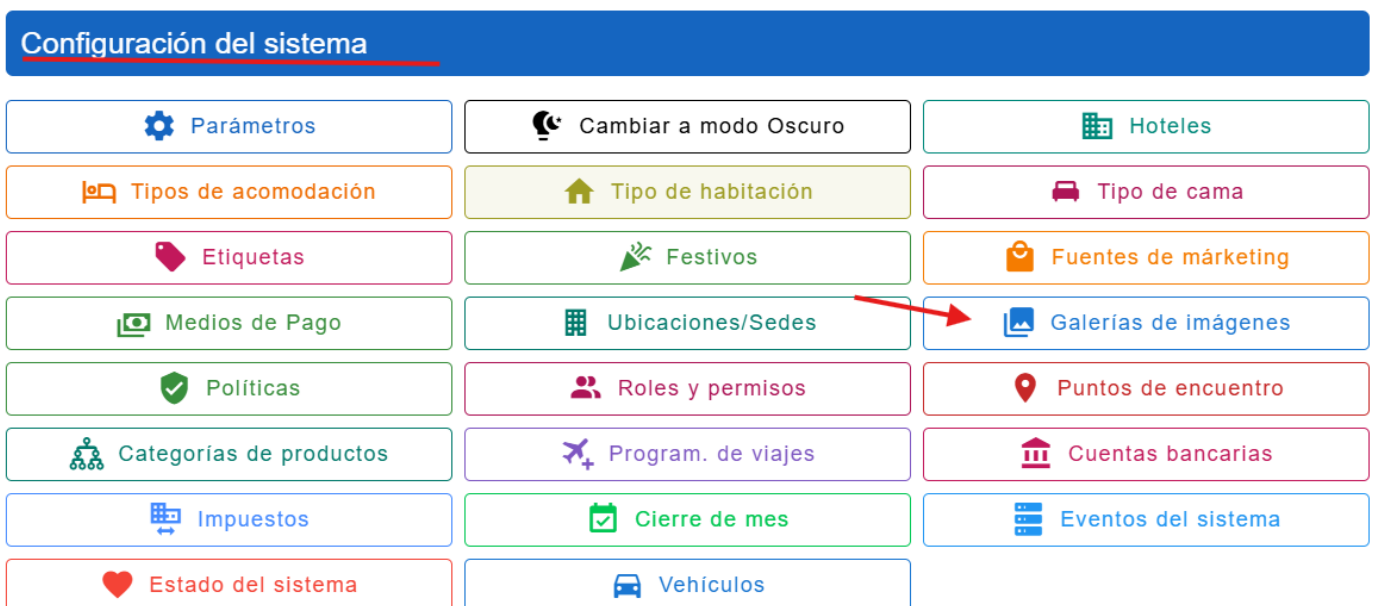 Configuración del sistema
Parámetros
Cambiar a modo Oscuro
Hoteles
Tipos de acomodación
Tipo de habitación
Tipo de cama
Etiquetas
Festivos
Fuentes de márketing
Medios de Pago
Ubicaciones/Sedes
Galerías de imágenes
Políticas
Roles y permisos
Puntos de encuentro
Categorías de productos
Program. de viajes
Cuentas bancarias
Impuestos
Cierre de mes
Eventos del sistema
Estado del sistema
Vehículos